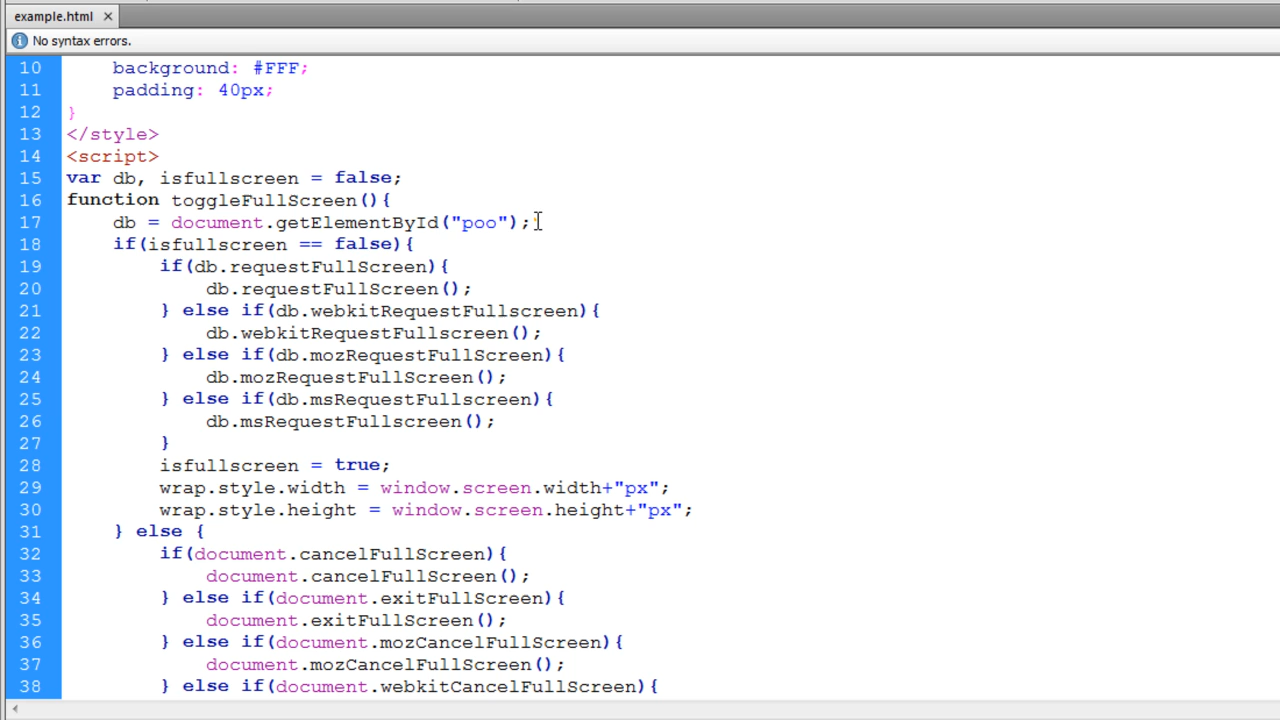 example.html ×
No syntax errors.
10 background: #FFF;
11 padding: 40px;
12 }
13 </style>
14 <script>
15 var db, isfullscreen = false;
16 function toggleFullScreen(){
17 db = document.getElementById("poo");
18 if(isfullscreen == false){
19 if(db.requestFullScreen){
20 db.requestFullScreen();
21 } else if(db.webkitRequestFullscreen){
22 db.webkitRequestFullscreen();
23 } else if(db.mozRequestFullScreen){
24 db.mozRequestFullScreen();
25 } else if(db.msRequestFullscreen){
26 db.msRequestFullscreen();
27 }
28 isfullscreen = true;
29 wrap.style.width = window.screen.width+"px";
30 wrap.style.height = window.screen.height+"px";
31 } else {
32 if(document.cancelFullScreen){
33 document.cancelFullScreen();
34 } else if(document.exitFullScreen){
35 document.exitFullScreen();
36 } else if(document.mozCancelFullScreen){
37 document.mozCancelFullScreen();
38 } else if(document.webkitCancelFullScreen){